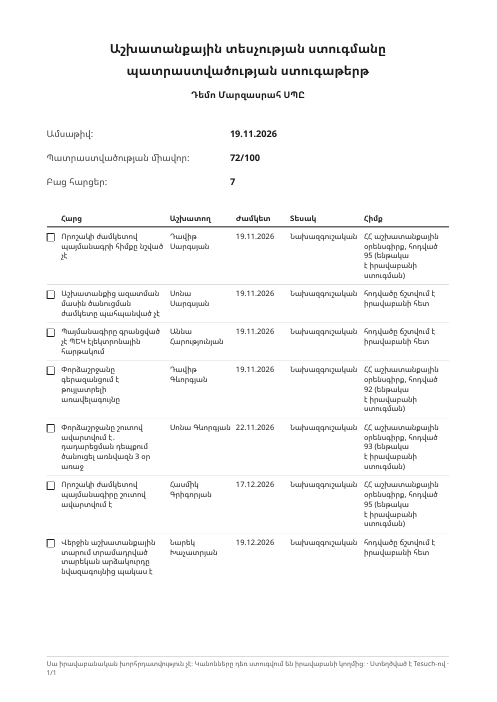 Աշխատանքային տեսչության ստուգմանը
պատրաստվածության ստուգաթերթ
Դեմո Մարզասրահ ՍՊԸ
Ամսաթիվ: 19.11.2026
Պատրաստվածության միավոր: 72/100
Բաց հարցեր: 7
Հարց Աշխատող Ժամկետ Տեսակ Հիմք
Որոշակի ժամկետով Դավիթ 19.11.2026 Նախազգուշական ՀՀ աշխատանքային
պայմանագրի հիմքը նշված Սարգսյան օրենսգիրք, հոդված
չէ 95 (ենթակա
է իրավաբանի
ստուգման)
Աշխատանքից ազատման Սոնա 19.11.2026 Նախազգուշական հոդվածը ճշտվում է
մասին ծանուցման Սարգսյան իրավաբանի հետ
ժամկետը պահպանված չէ
Պայմանագիրը գրանցված Աննա 19.11.2026 Նախազգուշական հոդվածը ճշտվում է
չէ ՊԵԿ էլեկտրոնային Հարությունյան իրավաբանի հետ
հարթակում
Փորձաշրջանը Դավիթ 19.11.2026 Նախազգուշական ՀՀ աշխատանքային
գերազանցում է Գևորգյան օրենսգիրք, հոդված
թույլատրելի 92 (ենթակա
առավելագույնը է իրավաբանի
ստուգման)
Փորձաշրջանը շուտով Սոնա Գևորգյան 22.11.2026 Նախազգուշական ՀՀ աշխատանքային
ավարտվում է․ օրենսգիրք, հոդված
դադարեցման դեպքում 93 (ենթակա
ծանուցել առնվազն 3 օր է իրավաբանի
առաջ ստուգման)
Որոշակի ժամկետով Հասմիկ 17.12.2026 Նախազգուշական ՀՀ աշխատանքային
պայմանագիրը շուտով Գրիգորյան օրենսգիրք, հոդված
ավարտվում է 95 (ենթակա
է իրավաբանի
ստուգման)
Վերջին աշխատանքային Նարեկ 19.12.2026 Նախազգուշական հոդվածը ճշտվում է
տարում տրամադրված Խաչատրյան իրավաբանի հետ
տարեկան արձակուրդը
նվազագույնից պակաս է
Սա իրավաբանական խորհրդատվություն չէ: Կանոնները դեռ ստուգվում են իրավաբանի կողմից: · Ստեղծված է Tesuch-ով ·
1/1